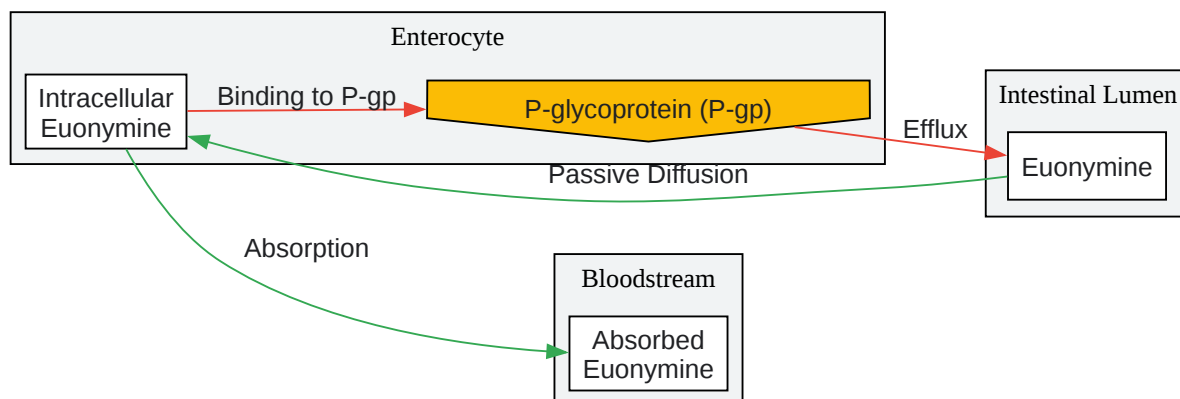 Enterocyte
Intracellular
Euonymine
Binding to P-gp
P-glycoprotein (P-gp)
Efflux
Intestinal Lumen
Euonymine
Passive Diffusion
Absorption
Bloodstream
Absorbed
Euonymine